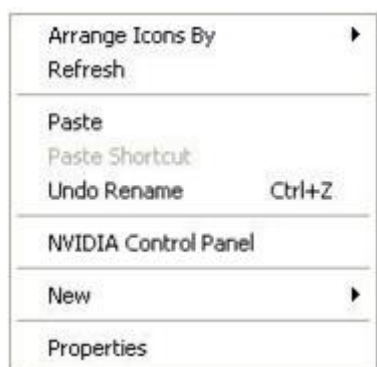 Arrange Icons By
Refresh
Paste
Paste Shortcut
Undo Rename Ctrl+Z
NVIDIA Control Panel
New
Properties